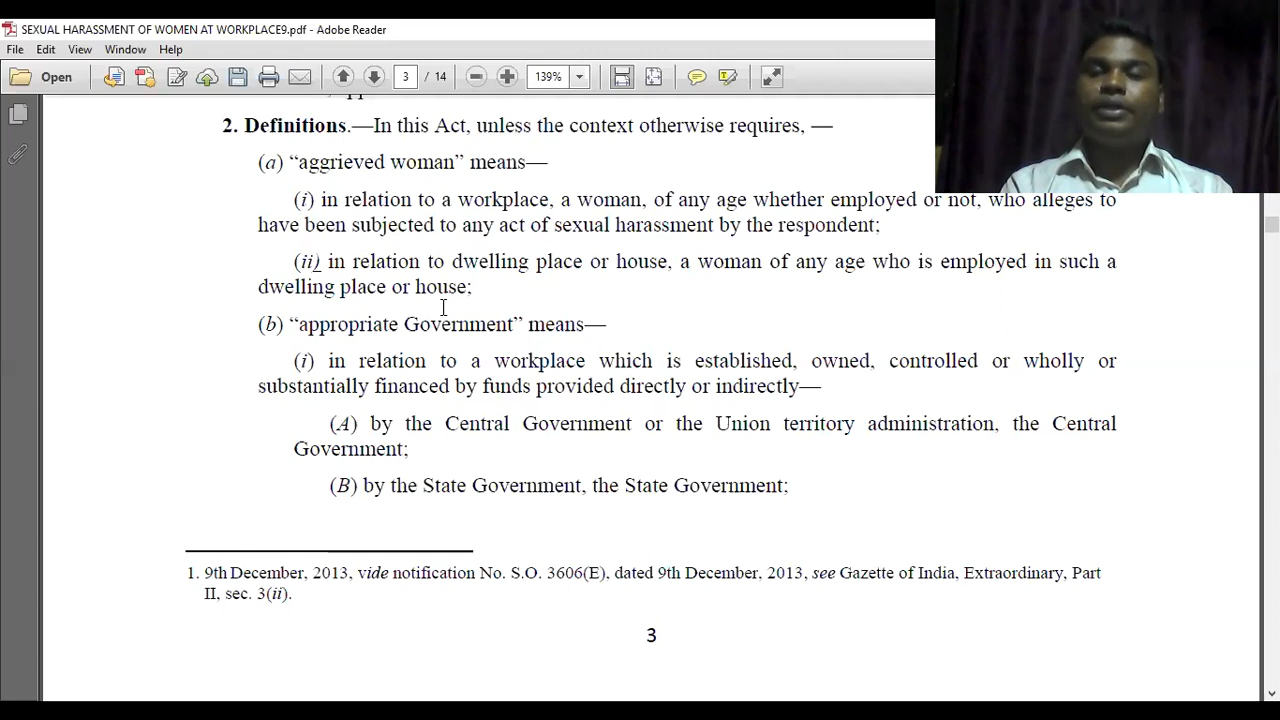 SEXUAL HARASSMENT OF WOMEN AT WORKPLACE9.pdf - Adobe Reader
File Edit View Window Help
Open 3 / 14 139%
2. Definitions.—In this Act, unless the context otherwise requires, —
(a) “aggrieved woman” means—
(i) in relation to a workplace, a woman, of any age whether employed or not, who alleges to
have been subjected to any act of sexual harassment by the respondent;
(ii) in relation to dwelling place or house, a woman of any age who is employed in such a
dwelling place or house;
(b) “appropriate Government” means—
(i) in relation to a workplace which is established, owned, controlled or wholly or
substantially financed by funds provided directly or indirectly—
(A) by the Central Government or the Union territory administration, the Central
Government;
(B) by the State Government, the State Government;
1. 9th December, 2013, vide notification No. S.O. 3606(E), dated 9th December, 2013, see Gazette of India, Extraordinary, Part
II, sec. 3(ii).
3